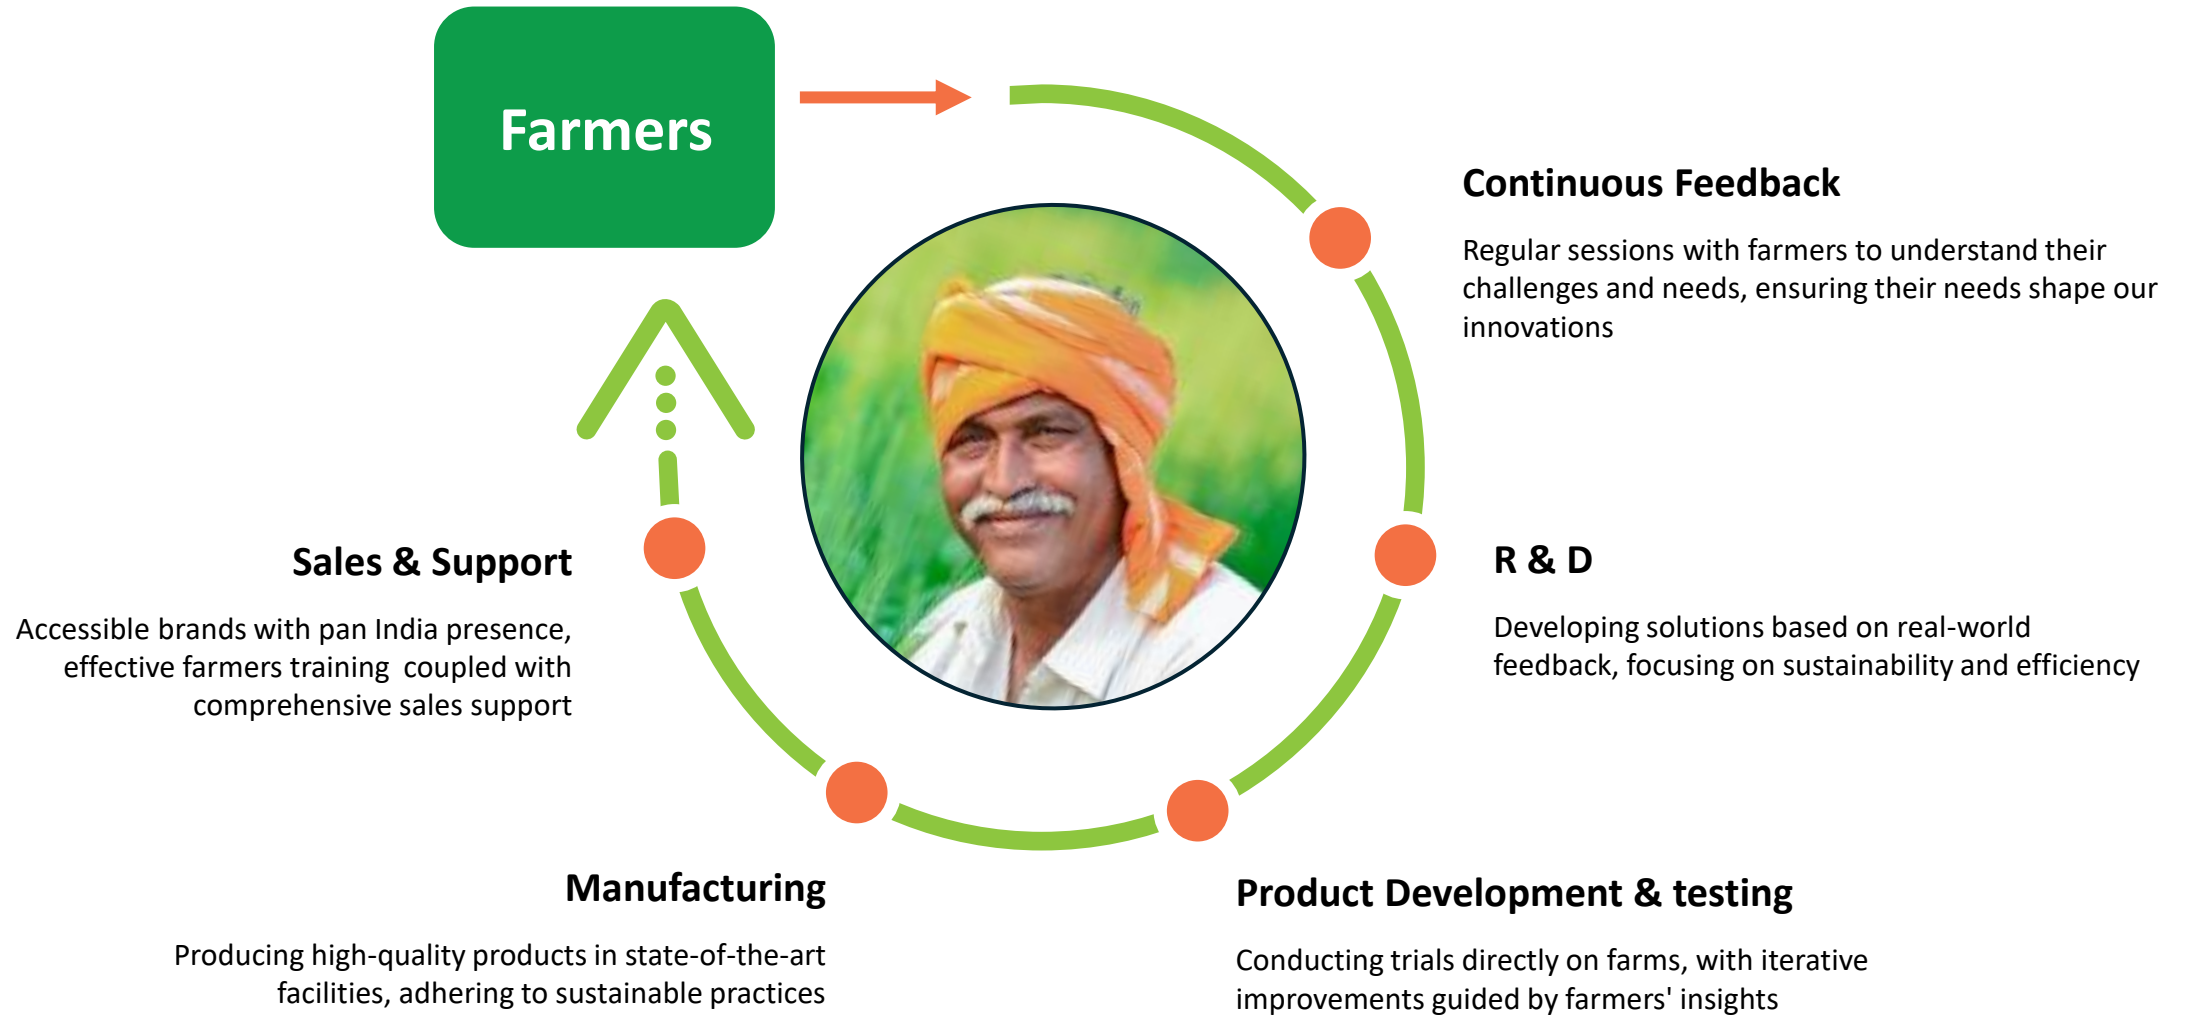 Farmers
Continuous Feedback
Regular sessions with farmers to understand their
challenges and needs, ensuring their needs shape our
innovations
R & D
Developing solutions based on real-world
feedback, focusing on sustainability and efficiency
Product Development & testing
Conducting trials directly on farms, with iterative
improvements guided by farmers' insights
Manufacturing
Producing high-quality products in state-of-the-art
facilities, adhering to sustainable practices
Sales & Support
Accessible brands with pan India presence,
effective farmers training  coupled with
comprehensive sales support